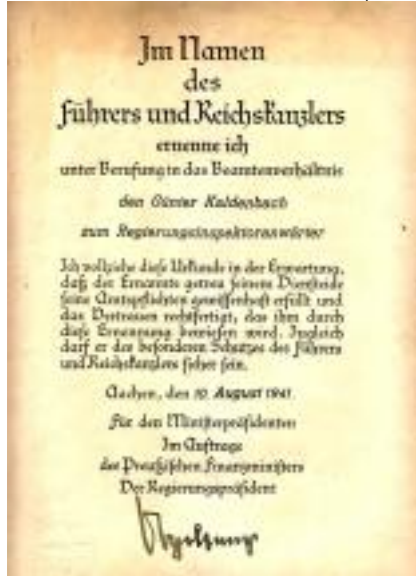 Im Namen
des
Führers und Reichskanzlers
ernenne ich
unter Berufung in das Beamtenverhältnis
den Günter Kaldenbach
zum Regierungsinspektoranwärter
Ich vollziehe diese Urkunde in der Erwartung,
daß der Ernannte getreu seinem Diensteide
seine Amtspflichten gewissenhaft erfüllt und
das Vertrauen rechtfertigt, das ihm durch
diese Ernennung bewiesen wird. Zugleich
darf er des besonderen Schutzes des Führers
und Reichskanzlers sicher sein.
Aachen, den 10. August 1941.
Für den Ministerpräsidenten
Im Auftrage
des Preußischen Finanzministers
Der Regierungspräsident